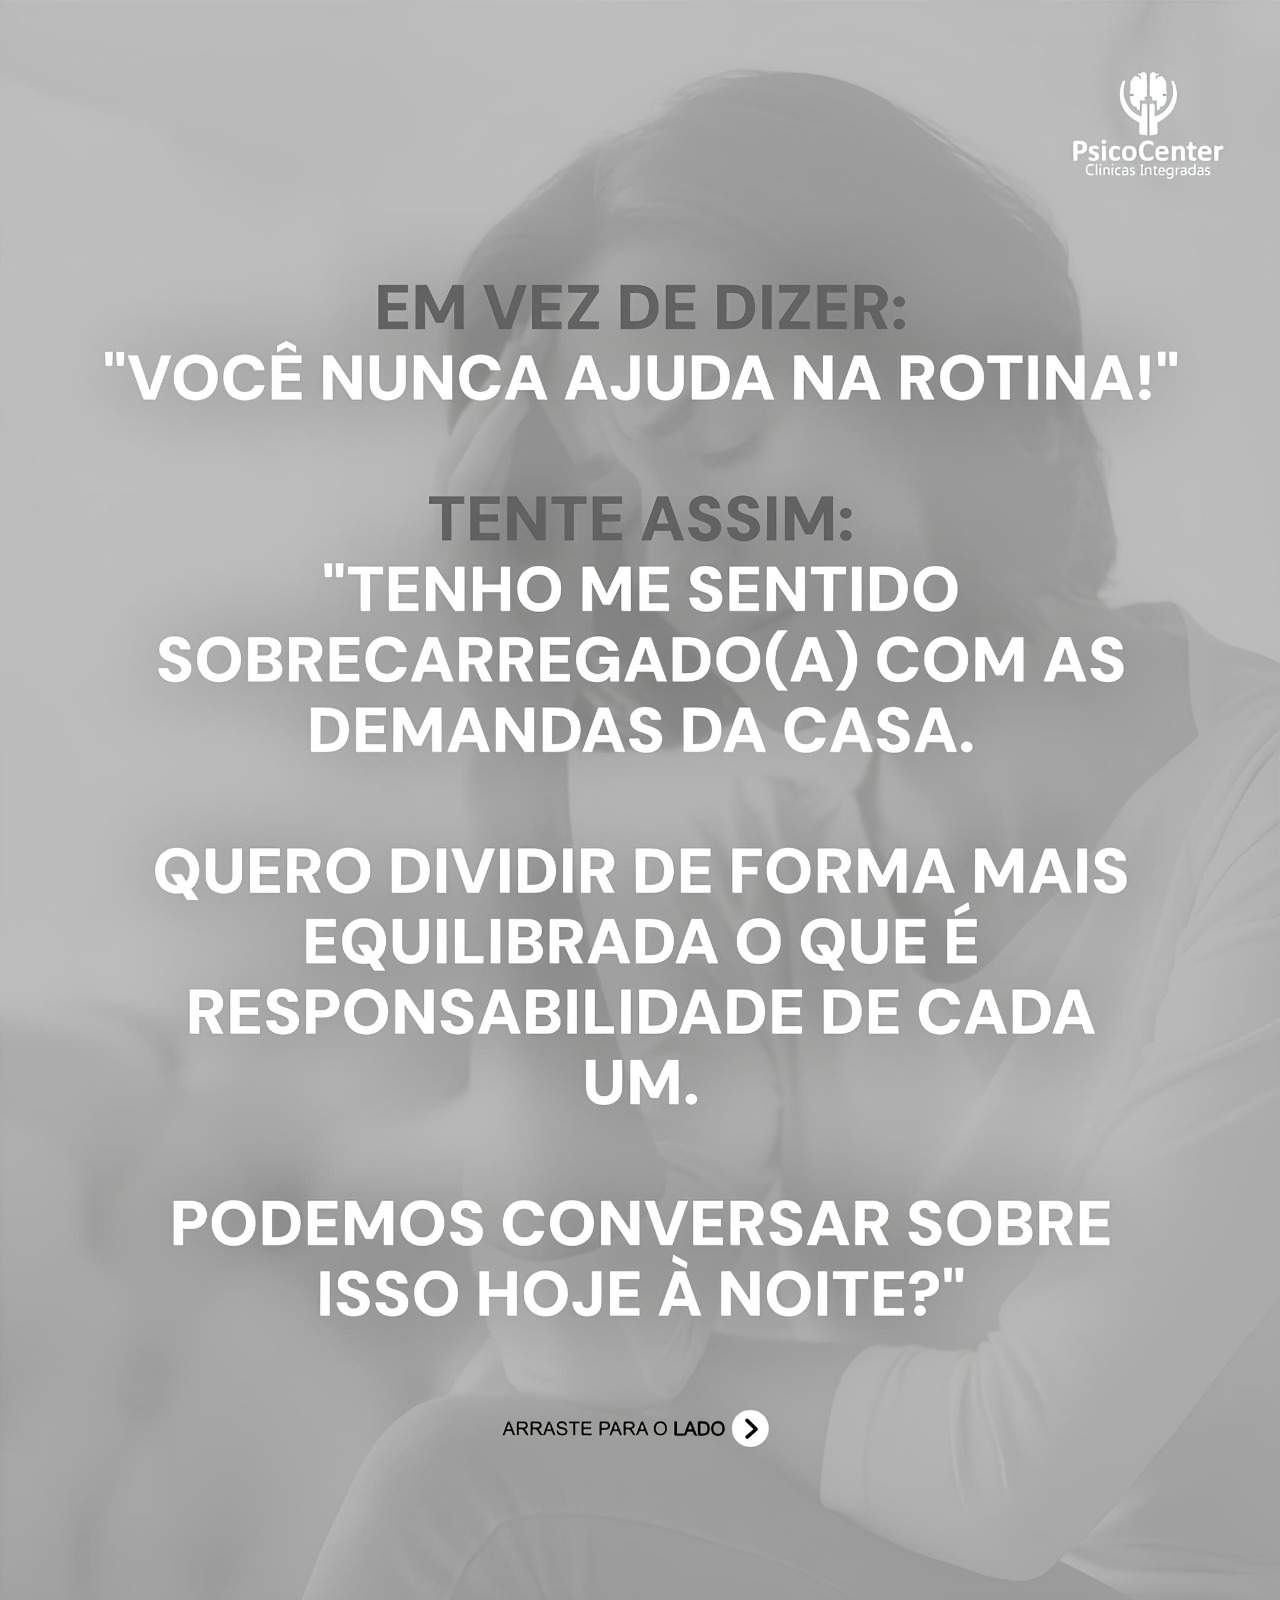 PsicoCenter
Clinicas Integradas
EM VEZ DE DIZER:
"VOCÊ NUNCA AJUDA NA ROTINA!"
TENTE ASSIM:
"TENHO ME SENTIDO
SOBRECARREGADO(A) COM AS
DEMANDAS DA CASA.
QUERO DIVIDIR DE FORMA MAIS
EQUILIBRADA O QUE É
RESPONSABILIDADE DE CADA
UM.
PODEMOS CONVERSAR SOBRE
ISSO HOJE À NOITE?"
ARRASTE PARA O LADO